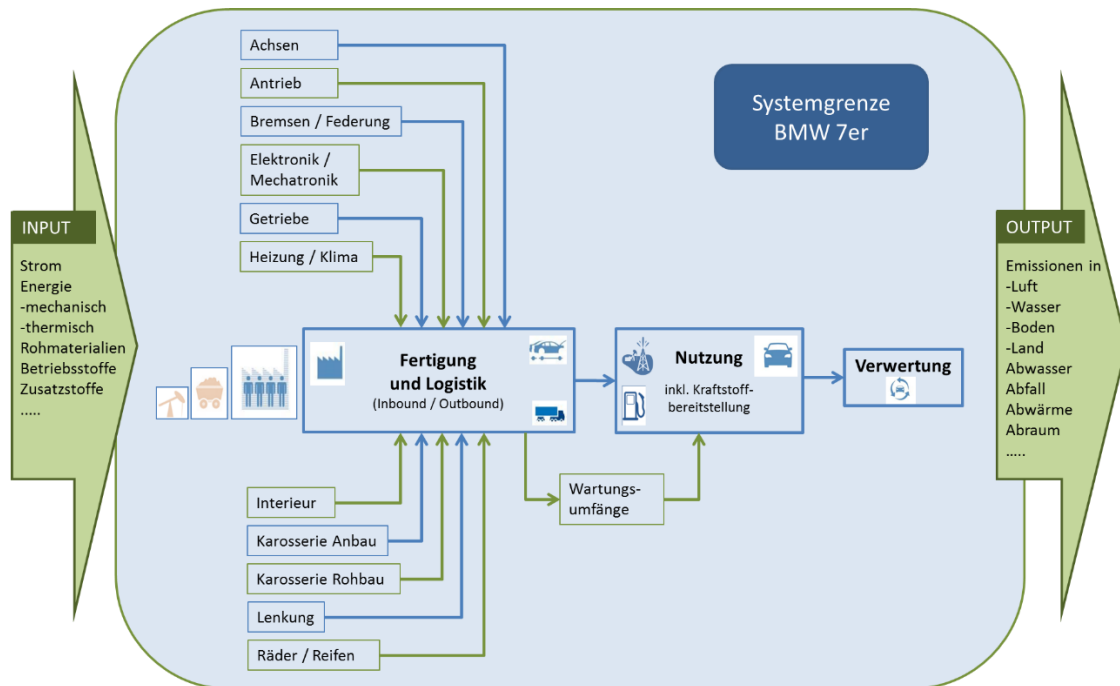 Systemgrenze
BMW 7er
Achsen
Antrieb
Bremsen / Federung
Elektronik /
Mechatronik
Getriebe
Heizung / Klima
INPUT
Strom
Energie
-mechanisch
-thermisch
Rohmaterialien
Betriebsstoffe
Zusatzstoffe
.....
Fertigung
und Logistik
(Inbound / Outbound)
Nutzung
inkl. Kraftstoff-
bereitstellung
Verwertung
Wartungs-
umfänge
Interieur
Karosserie Anbau
Karosserie Rohbau
Lenkung
Räder / Reifen
OUTPUT
Emissionen in
-Luft
-Wasser
-Boden
-Land
Abwasser
Abfall
Abwärme
Abraum
.....